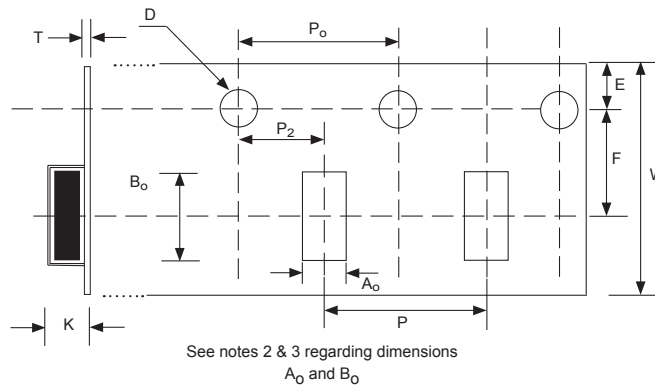 T
D
Po
E
P2
F
W
Bo
Ao
K
P
See notes 2 & 3 regarding dimensions
Ao and Bo